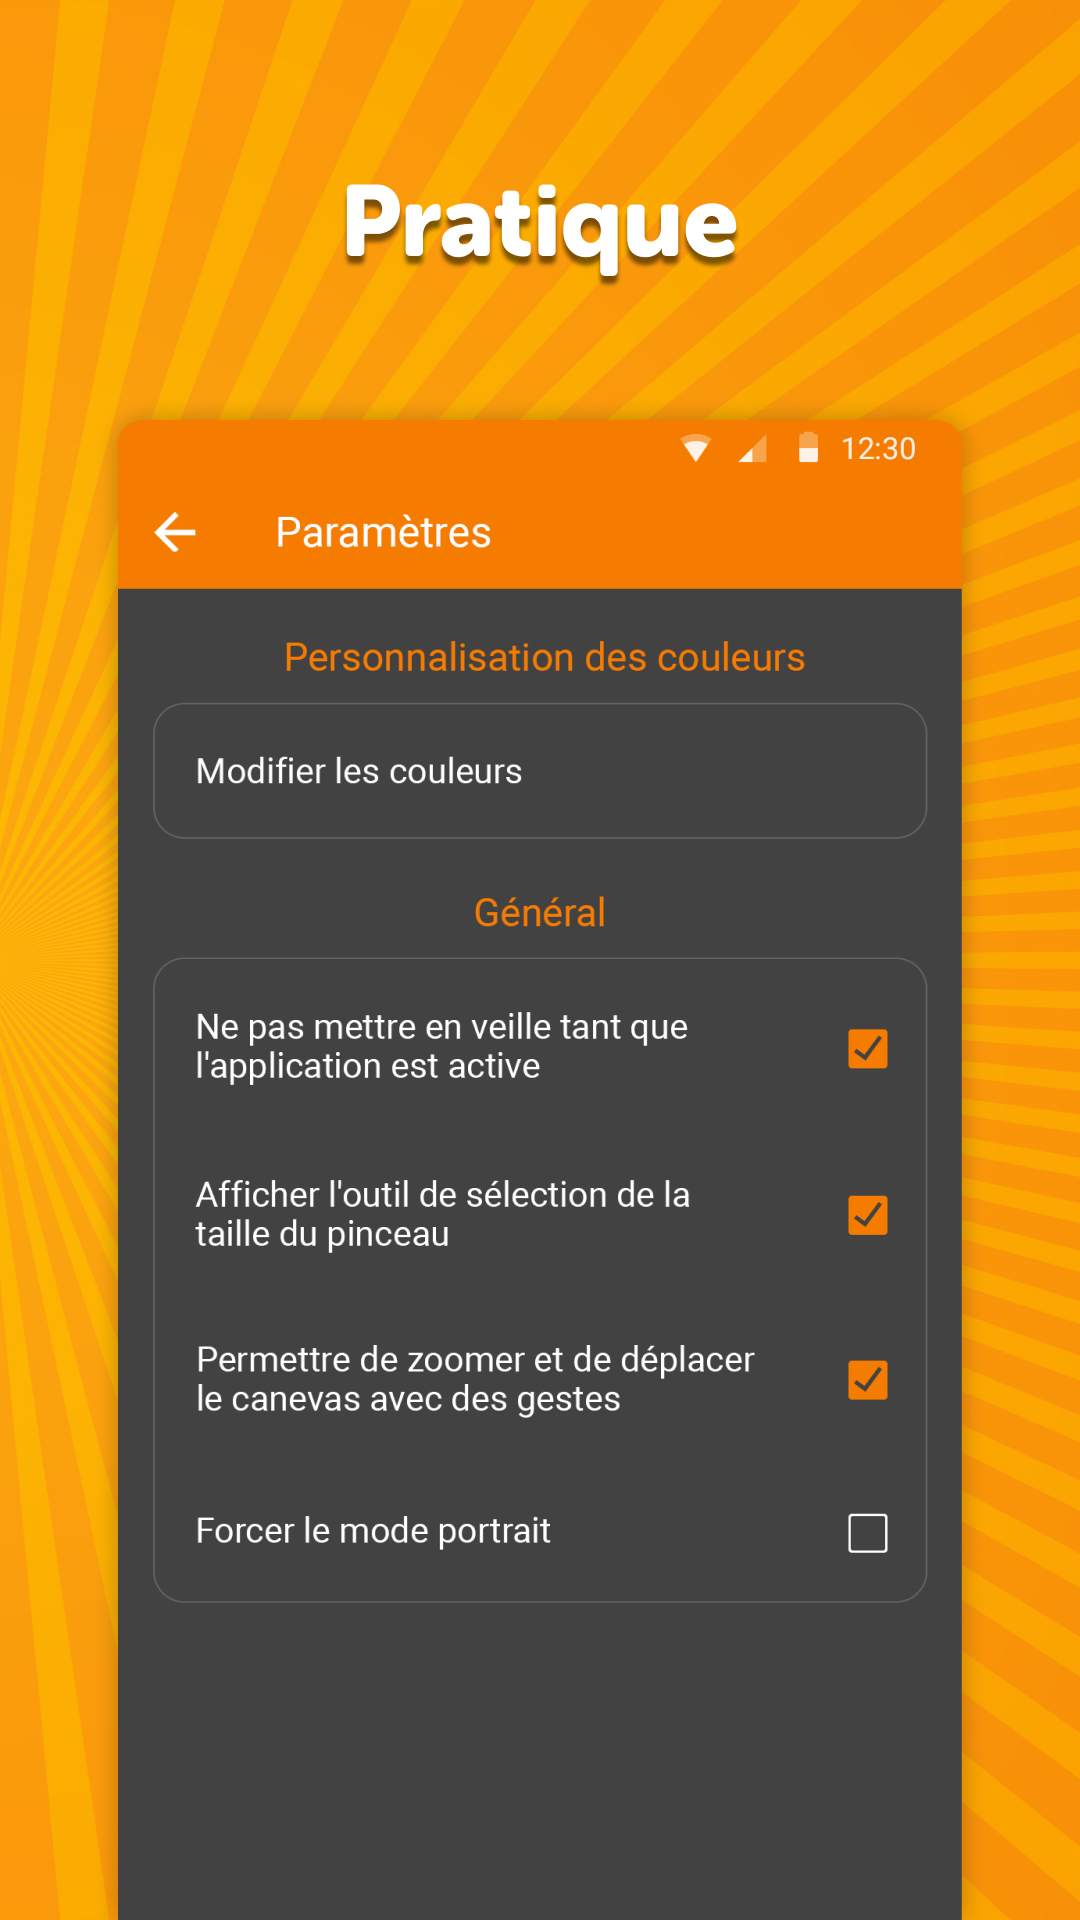 Pratique
12:30
Paramètres
Personnalisation des couleurs
Modifier les couleurs
Général
Ne pas mettre en veille tant que
l'application est active
Afficher l'outil de sélection de la
taille du pinceau
Permettre de zoomer et de déplacer
le canevas avec des gestes
Forcer le mode portrait